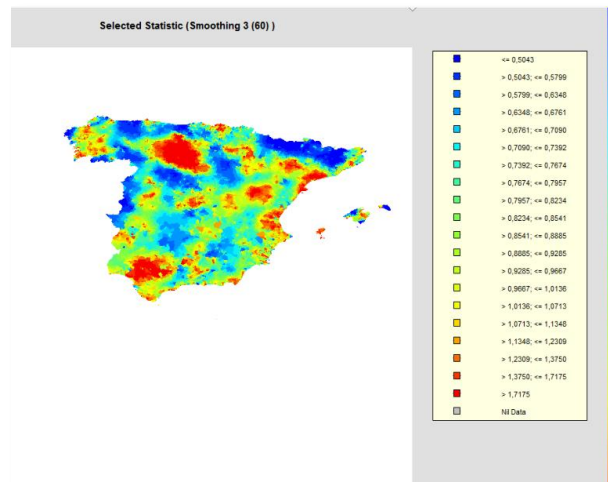 Selected Statistic (Smoothing 3 (60) )
<= 0,5043
> 0,5043; <= 0,5799
> 0,5799; <= 0,6348
> 0,6348; <= 0,6761
> 0,6761; <= 0,7090
> 0,7090; <= 0,7392
> 0,7392; <= 0,7674
> 0,7674; <= 0,7957
> 0,7957; <= 0,8234
> 0,8234; <= 0,8541
> 0,8541; <= 0,8885
> 0,8885; <= 0,9285
> 0,9285; <= 0,9667
> 0,9667; <= 1,0136
> 1,0136; <= 1,0713
> 1,0713; <= 1,1348
> 1,1348; <= 1,2309
> 1,2309; <= 1,3750
> 1,3750; <= 1,7175
> 1,7175
Nil Data